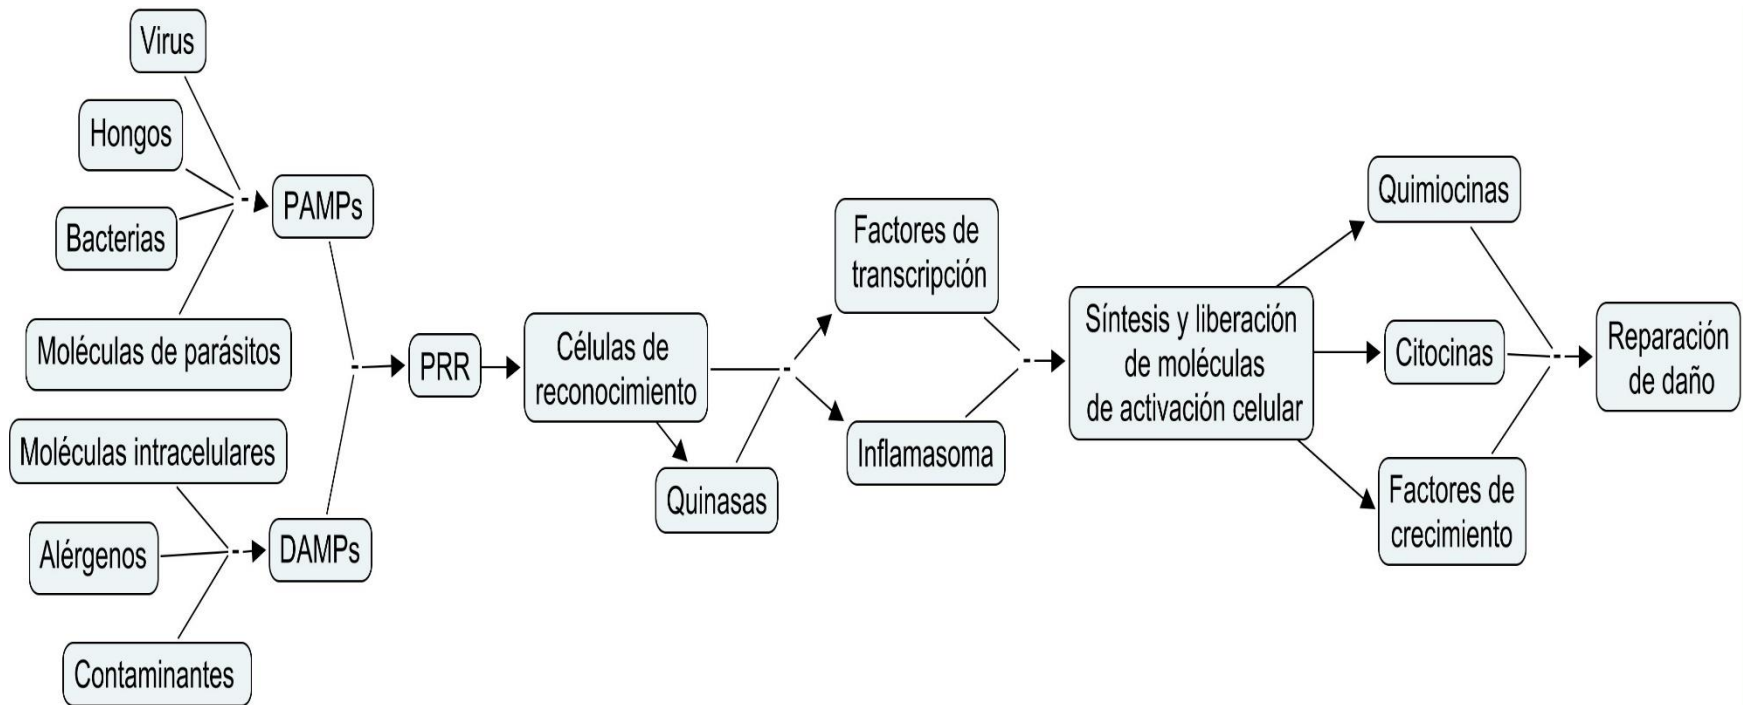 Virus
Hongos
Bacterias
Moléculas de parásitos
PAMPs
Moléculas intracelulares
Alérgenos
Contaminantes
DAMPs
PRR
Células de
reconocimiento
Quinasas
Factores de
transcripción
Inflamasoma
Síntesis y liberación
de moléculas
de activación celular
Quimiocinas
Citocinas
Factores de
crecimiento
Reparación
de daño